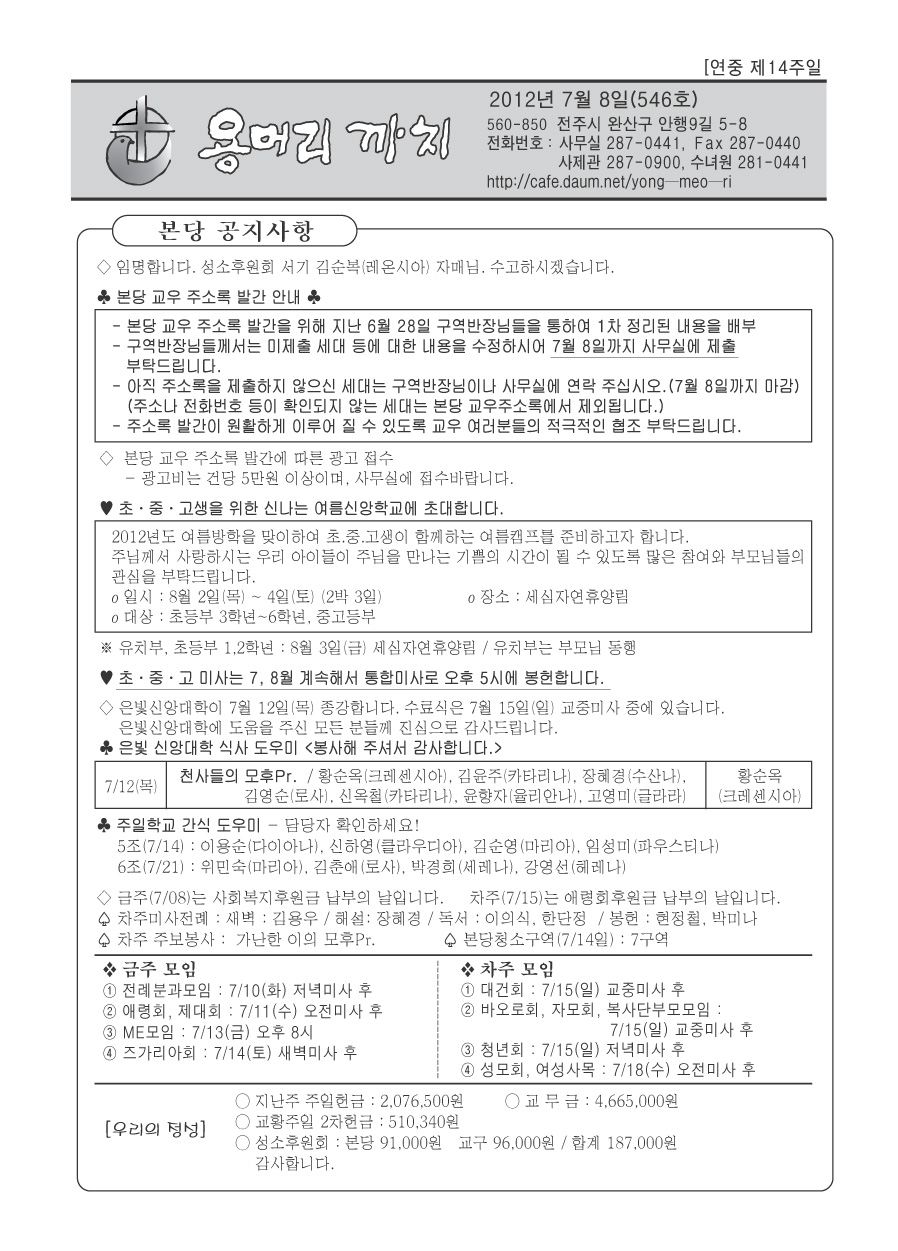 [연중 제14주일
용머리 까치
2012년 7월 8일(546호)
560-850 전주시 완산구 안행9길 5-8
전화번호 : 사무실 287-0441, Fax 287-0440
사제관 287-0900, 수녀원 281-0441
http://cafe.daum.net/yong─meo─ri
본당 공지사항
◇ 임명합니다. 성소후원회 서기 김순복(레온시아) 자매님. 수고하시겠습니다.
♣ 본당 교우 주소록 발간 안내 ♣
- 본당 교우 주소록 발간을 위해 지난 6월 28일 구역반장님들을 통하여 1차 정리된 내용을 배부
- 구역반장님들께서는 미제출 세대 등에 대한 내용을 수정하시어 7월 8일까지 사무실에 제출
부탁드립니다.
- 아직 주소록을 제출하지 않으신 세대는 구역반장님이나 사무실에 연락 주십시오.(7월 8일까지 마감)
(주소나 전화번호 등이 확인되지 않는 세대는 본당 교우주소록에서 제외됩니다.)
- 주소록 발간이 원활하게 이루어 질 수 있도록 교우 여러분들의 적극적인 협조 부탁드립니다.
◇ 본당 교우 주소록 발간에 따른 광고 접수
- 광고비는 건당 5만원 이상이며, 사무실에 접수바랍니다.
♥ 초·중·고생을 위한 신나는 여름신앙학교에 초대합니다.
2012년도 여름방학을 맞이하여 초.중.고생이 함께하는 여름캠프를 준비하고자 합니다.
주님께서 사랑하시는 우리 아이들이 주님을 만나는 기쁨의 시간이 될 수 있도록 많은 참여와 부모님들의
관심을 부탁드립니다.
o 일시 : 8월 2일(목) ~ 4일(토) (2박 3일) o 장소 : 세심자연휴양림
o 대상 : 초등부 3학년~6학년, 중고등부
※ 유치부, 초등부 1,2학년 : 8월 3일(금) 세심자연휴양림 / 유치부는 부모님 동행
♥ 초·중·고 미사는 7, 8월 계속해서 통합미사로 오후 5시에 봉헌합니다.
◇ 은빛신앙대학이 7월 12일(목) 종강합니다. 수료식은 7월 15일(일) 교중미사 중에 있습니다.
은빛신앙대학에 도움을 주신 모든 분들께 진심으로 감사드립니다.
♣ 은빛 신앙대학 식사 도우미 <봉사해 주셔서 감사합니다.>
7/12(목) 천사들의 모후Pr. / 황순옥(크레센시아), 김윤주(카타리나), 장혜경(수산나),
김영순(로사), 신옥철(카타리나), 윤향자(율리안나), 고영미(글라라)
황순옥
(크레센시아)
♣ 주일학교 간식 도우미 - 담당자 확인하세요!
5조(7/14) : 이용순(다이아나), 신하영(클라우디아), 김순영(마리아), 임성미(파우스티나)
6조(7/21) : 위민숙(마리아), 김춘애(로사), 박경희(세레나), 강영선(헤레나)
◇ 금주(7/08)는 사회복지후원금 납부의 날입니다. 차주(7/15)는 애령회후원금 납부의 날입니다.
♤ 차주미사전례 : 새벽 : 김용우 / 해설: 장혜경 / 독서 : 이의식, 한단정 / 봉헌 : 현정철, 박미나
♤ 차주 주보봉사 : 가난한 이의 모후Pr. ♤ 본당청소구역(7/14일) : 7구역
❖ 금주 모임
① 전례분과모임 : 7/10(화) 저녁미사 후
② 애령회, 제대회 : 7/11(수) 오전미사 후
③ ME모임 : 7/13(금) 오후 8시
④ 즈가리아회 : 7/14(토) 새벽미사 후
❖ 차주 모임
① 대건회 : 7/15(일) 교중미사 후
② 바오로회, 자모회, 복사단부모모임 :
7/15(일) 교중미사 후
③ 청년회 : 7/15(일) 저녁미사 후
④ 성모회, 여성사목 : 7/18(수) 오전미사 후
[우리의 정성]
○ 지난주 주일헌금 : 2,076,500원 ○ 교 무 금 : 4,665,000원
○ 교황주일 2차헌금 : 510,340원
○ 성소후원회 : 본당 91,000원 교구 96,000원 / 합계 187,000원
감사합니다.